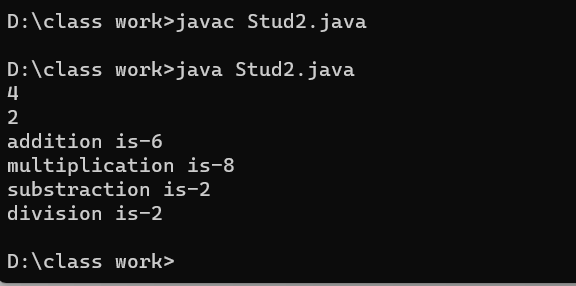 D:\class work>javac Stud2.java
D:\class work>java Stud2.java
4
2
addition is-6
multiplication is-8
substraction is-2
division is-2
D:\class work>